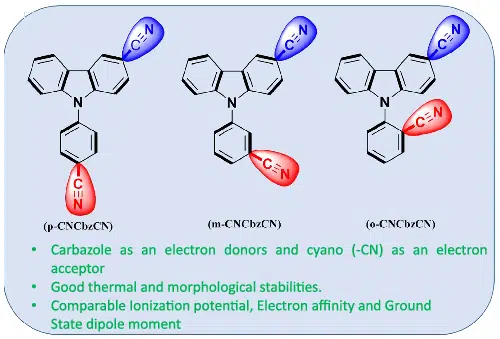 C≡N C≡N C≡N
N N N
C≡N
C≡N
C≡N
(p-CNCbzCN) (m-CNCbzCN) (o-CNCbzCN)
• Carbazole as an electron donors and cyano (-CN) as an electron
acceptor
• Good thermal and morphological stabilities.
• Comparable Ionization potential, Electron affinity and Ground
State dipole moment